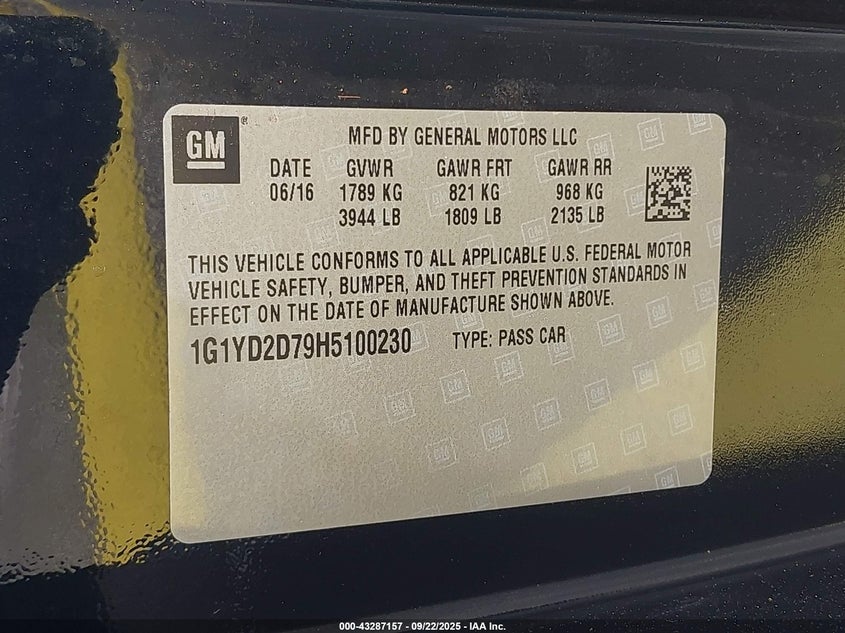 GM ®
MFD BY GENERAL MOTORS LLC
DATE GVWR GAWR FRT GAWR RR
06/16 1789 KG 821 KG 968 KG
3944 LB 1809 LB 2135 LB
THIS VEHICLE CONFORMS TO ALL APPLICABLE U.S. FEDERAL MOTOR
VEHICLE SAFETY, BUMPER, AND THEFT PREVENTION STANDARDS IN
EFFECT ON THE DATE OF MANUFACTURE SHOWN ABOVE.
1G1YD2D79H5100230 TYPE: PASS CAR
000-43287157 - 09/22/2025 - IAA Inc.